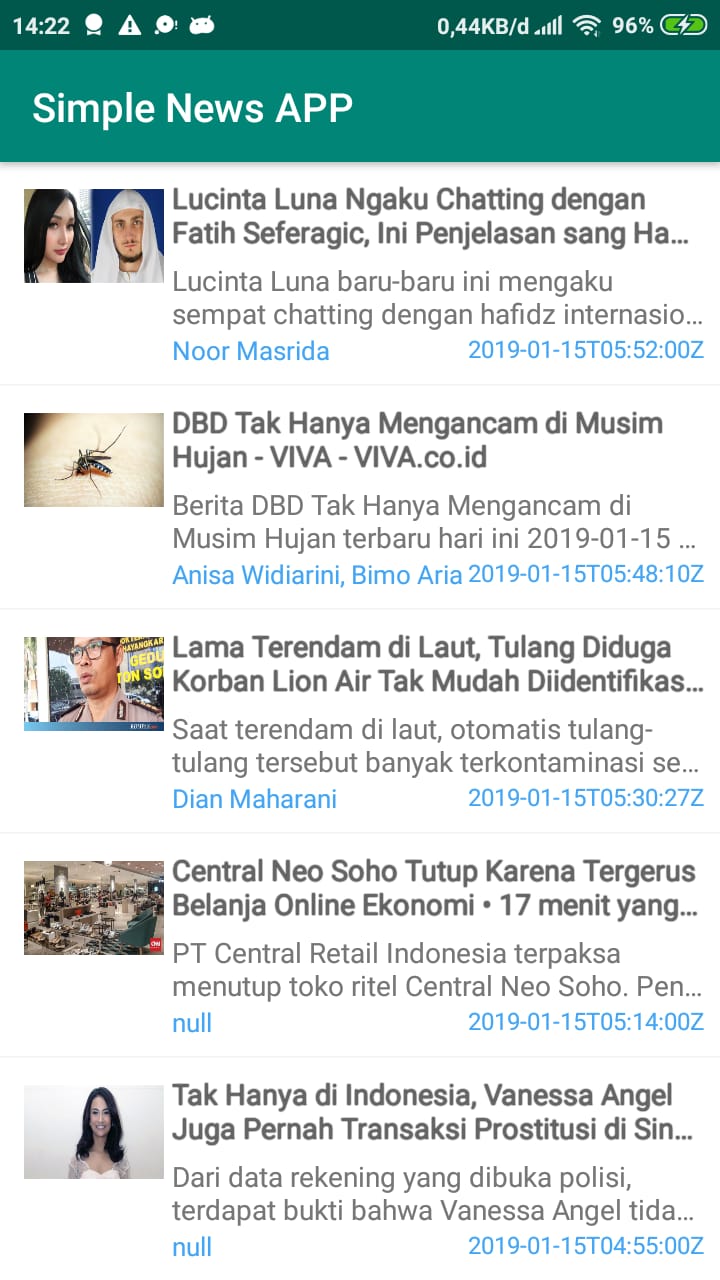 14:22
0,44KB/d
96%
Simple News APP
Lucinta Luna Ngaku Chatting dengan
Fatih Seferagic, Ini Penjelasan sang Ha...
Lucinta Luna baru-baru ini mengaku
sempat chatting dengan hafidz internasio...
Noor Masrida 2019-01-15T05:52:00Z
DBD Tak Hanya Mengancam di Musim
Hujan - VIVA - VIVA.co.id
Berita DBD Tak Hanya Mengancam di
Musim Hujan terbaru hari ini 2019-01-15 ...
Anisa Widiarini, Bimo Aria 2019-01-15T05:48:10Z
HAYANGKAR
GEDU
TON SO
Lama Terendam di Laut, Tulang Diduga
Korban Lion Air Tak Mudah Diidentifikas...
Saat terendam di laut, otomatis tulang-
tulang tersebut banyak terkontaminasi se...
Dian Maharani 2019-01-15T05:30:27Z
CNN
Central Neo Soho Tutup Karena Tergerus
Belanja Online Ekonomi • 17 menit yang...
PT Central Retail Indonesia terpaksa
menutup toko ritel Central Neo Soho. Pen...
null 2019-01-15T05:14:00Z
Tak Hanya di Indonesia, Vanessa Angel
Juga Pernah Transaksi Prostitusi di Sin...
Dari data rekening yang dibuka polisi,
terdapat bukti bahwa Vanessa Angel tida...
null 2019-01-15T04:55:00Z